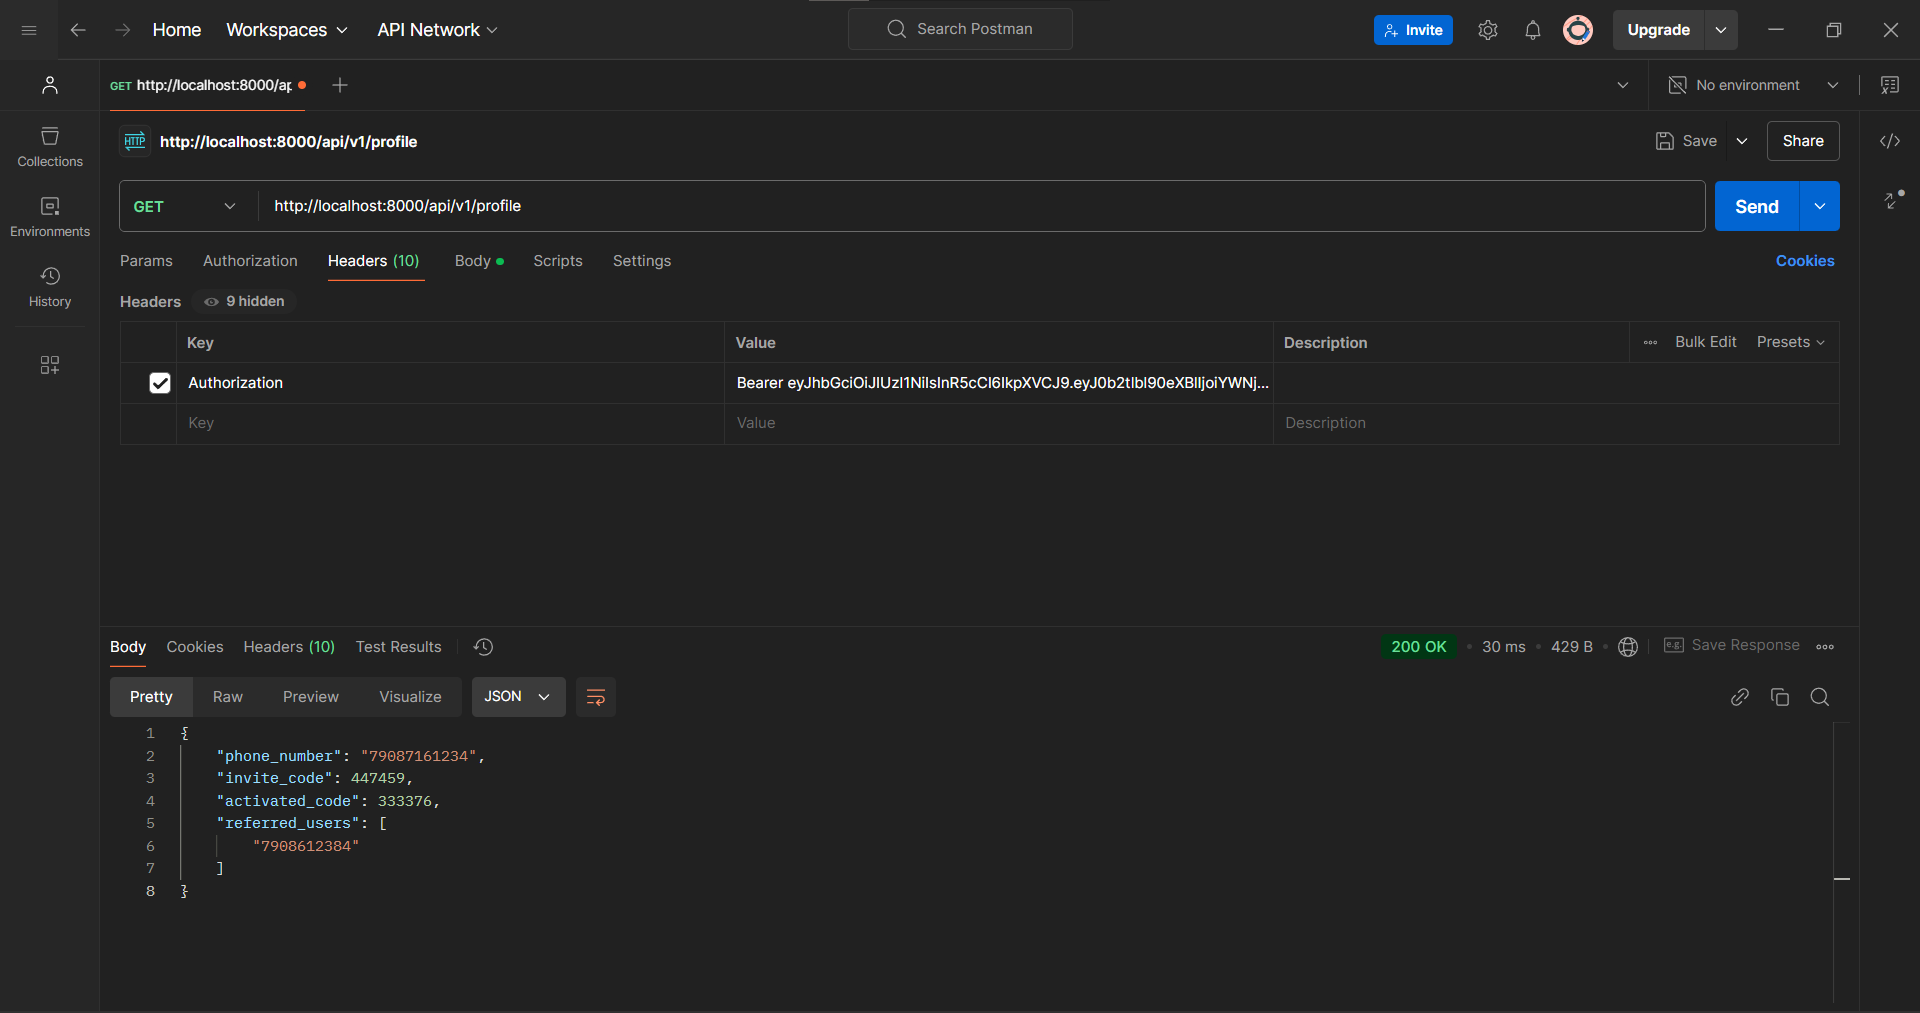 Home Workspaces API Network Search Postman Invite Upgrade
GET http://localhost:8000/ap No environment
HTTP http://localhost:8000/api/v1/profile Save Share
Collections
Environments
History
GET http://localhost:8000/api/v1/profile Send
Params Authorization Headers (10) Body Scripts Settings Cookies
Headers 9 hidden
Key Value Description Bulk Edit Presets
Authorization Bearer eyJhbGciOiJIUzI1NiIsInR5cCI6IkpXVCJ9.eyJ0b2tlbl90eXBlIjoiYWNj...
Key Value Description
Body Cookies Headers (10) Test Results 200 OK • 30 ms • 429 B • e.g. Save Response
Pretty Raw Preview Visualize JSON
1 {
2 "phone_number": "79087161234",
3 "invite_code": 447459,
4 "activated_code": 333376,
5 "referred_users": [
6 "7908612384"
7 ]
8 }